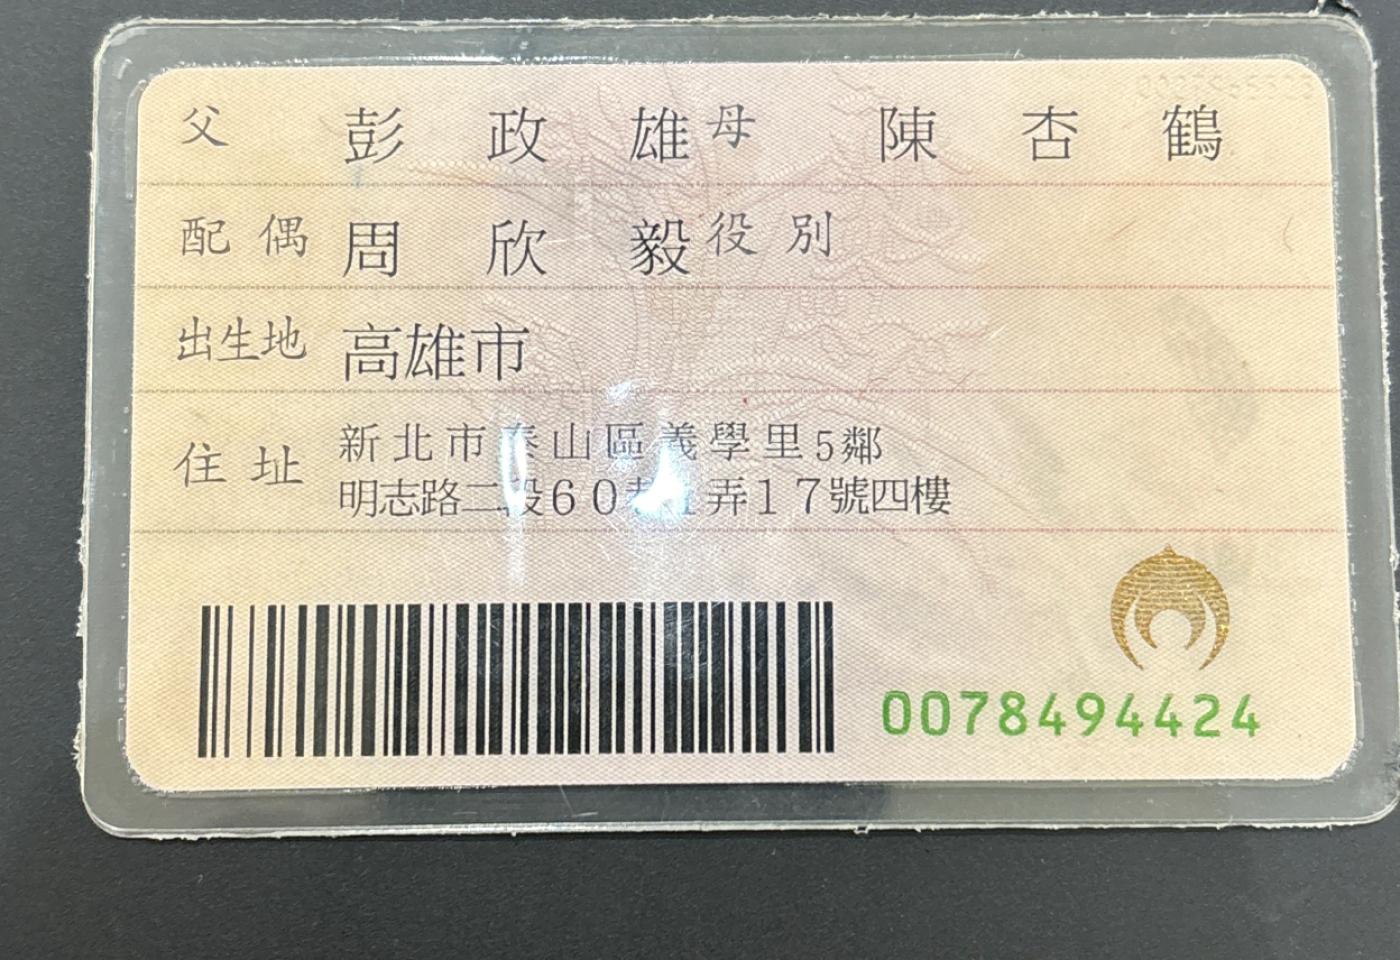 父 彭政雄 母 陳杏鶴
配偶 周欣毅 役別
出生地 高雄市
住址 新北市泰山區義學里5鄰
明志路二段60 弄17號四樓
0078494424